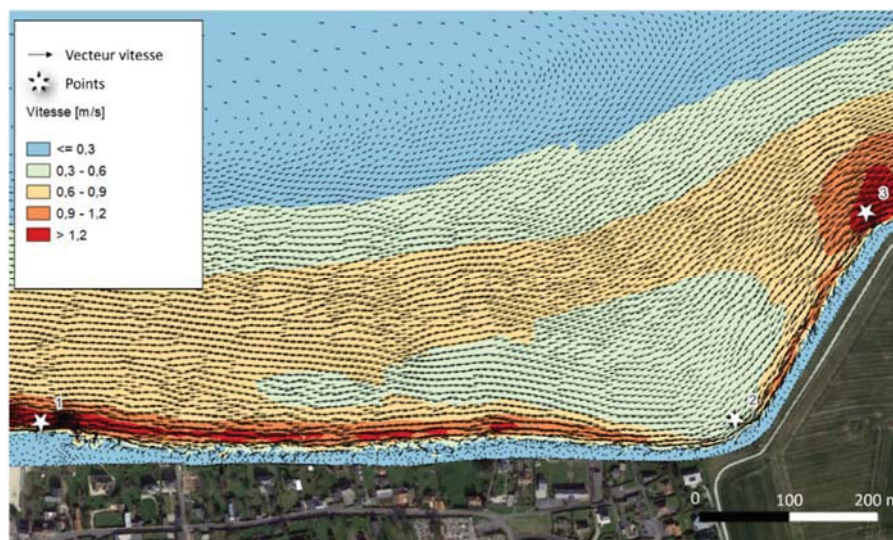 Vecteur vitesse
Points
Vitesse [m/s]
<= 0,3
0,3 - 0,6
0,6 - 0,9
0,9 - 1,2
> 1,2
3
1
2
0
100
200 m